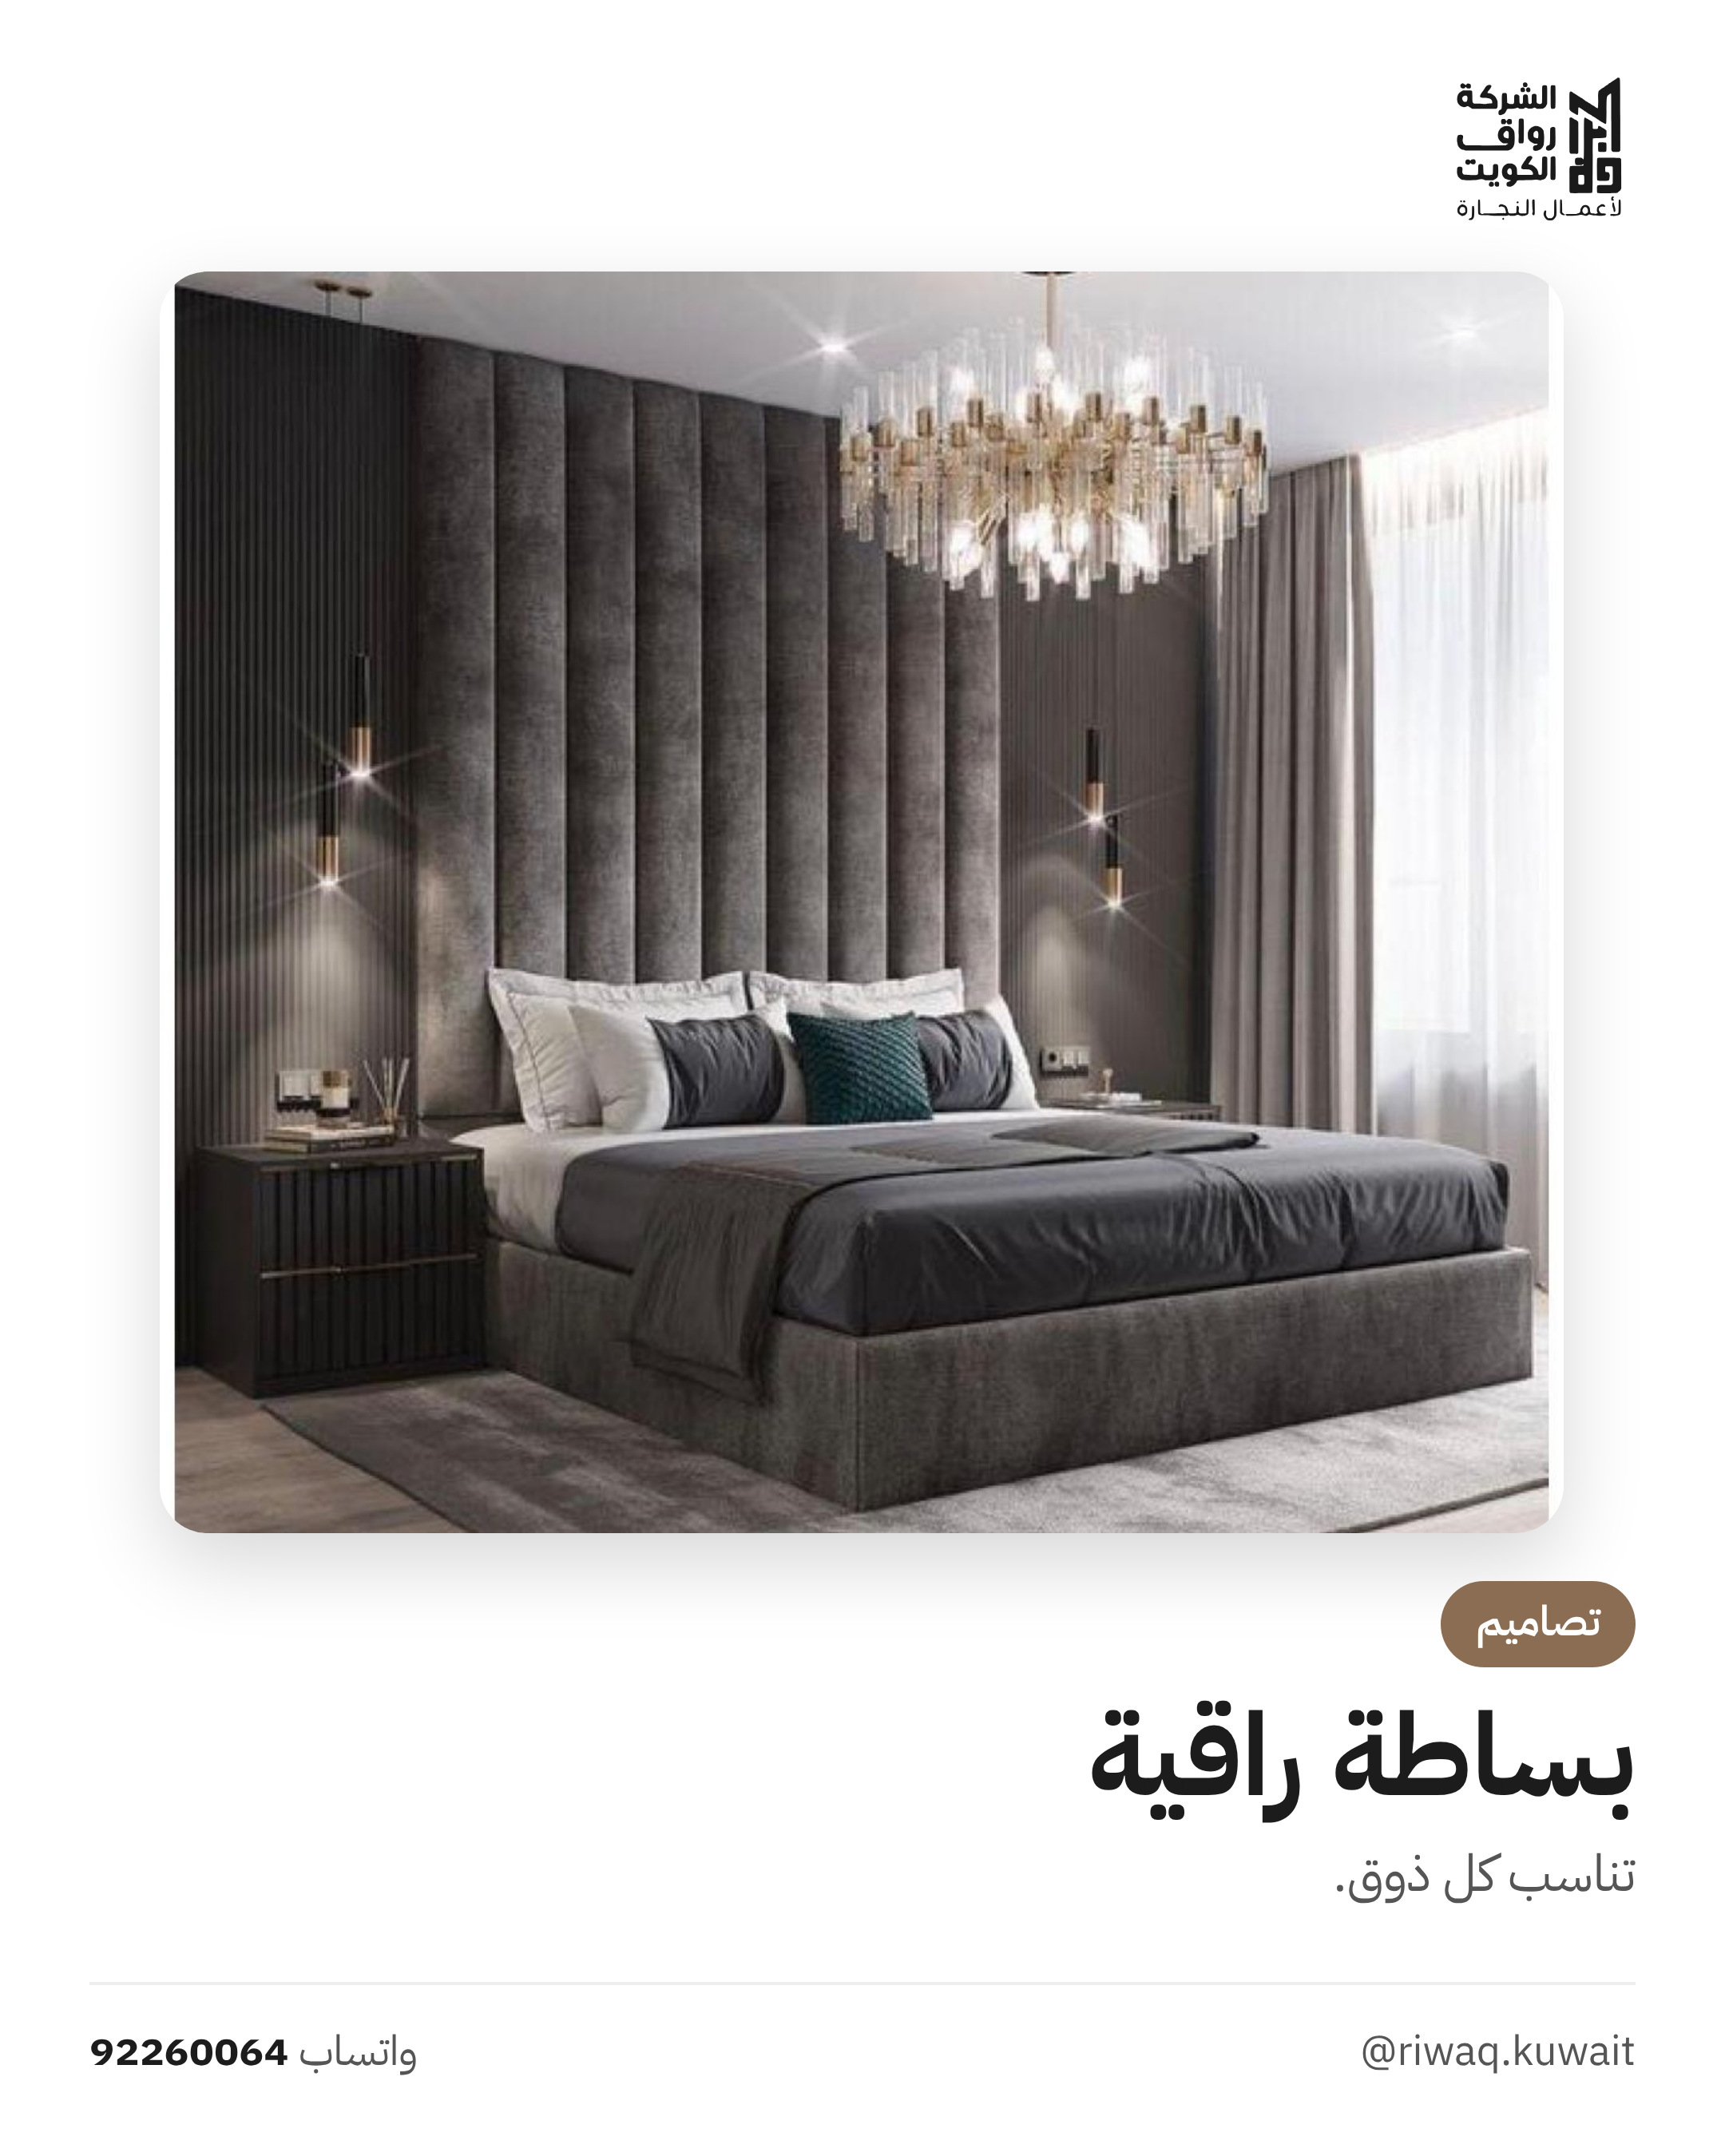 الشركة
رواق
الكويت
لأعمال النجارة
تصاميم
بساطة راقية
تناسب كل ذوق.
@riwaq.kuwait
واتساب 92260064